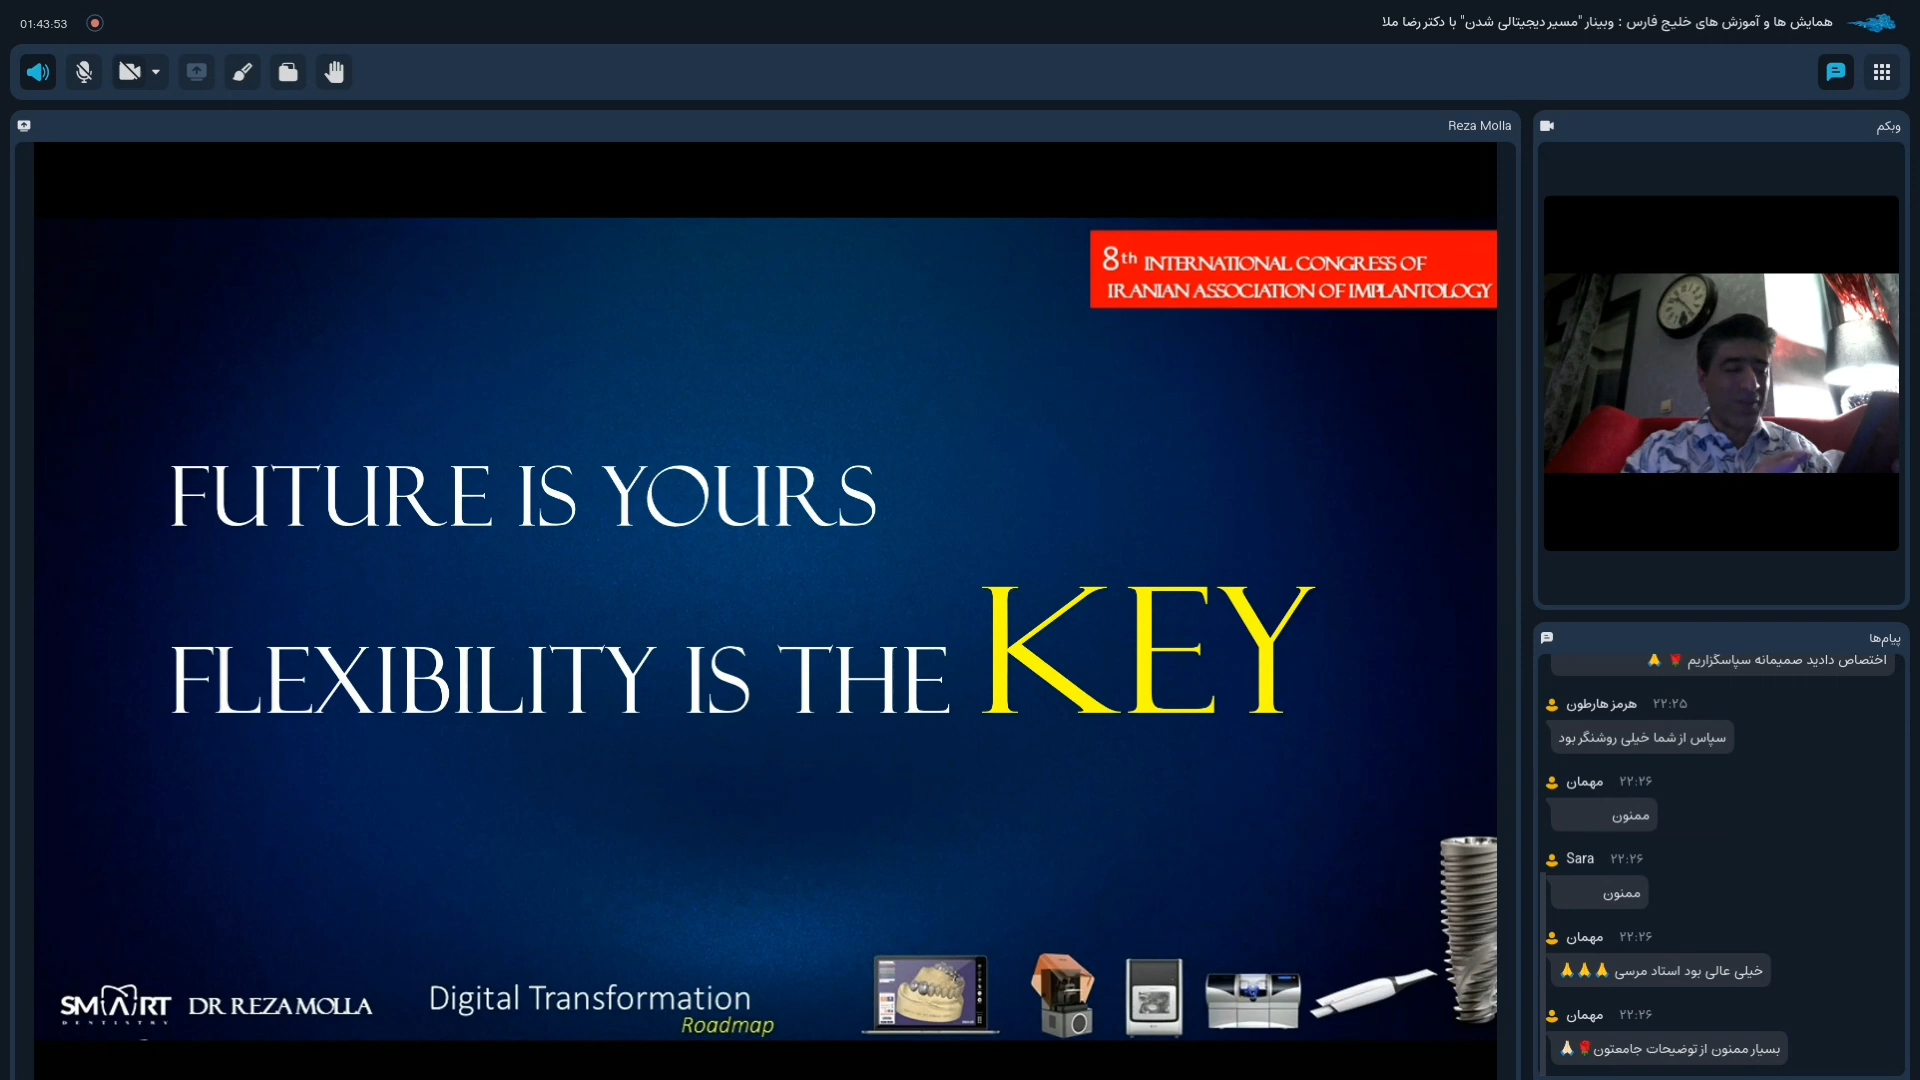 01:43:53
همایش ها و آموزش های خلیج فارس : وبینار "مسیر دیجیتالی شدن" با دکتر رضا ملا
Reza Molla
8th INTERNATIONAL CONGRESS OF
IRANIAN ASSOCIATION OF IMPLANTOLOGY
FUTURE IS YOURS
FLEXIBILITY IS THE KEY
SMART
DENTISTRY
DR REZA MOLLA
Digital Transformation
Roadmap
وبکم
پیام‌ها
اختصاص دادید صمیمانه سپاسگزاریم 🌹 🙏
هرمز هارطون ۲۲:۲۵
سپاس از شما خیلی روشنگر بود
مهمان ۲۲:۲۶
ممنون
Sara ۲۲:۲۶
ممنون
مهمان ۲۲:۲۶
خیلی عالی بود استاد مرسی 🙏🙏🙏
مهمان ۲۲:۲۶
بسیار ممنون از توضیحات جامعتون🌹🙏🏻